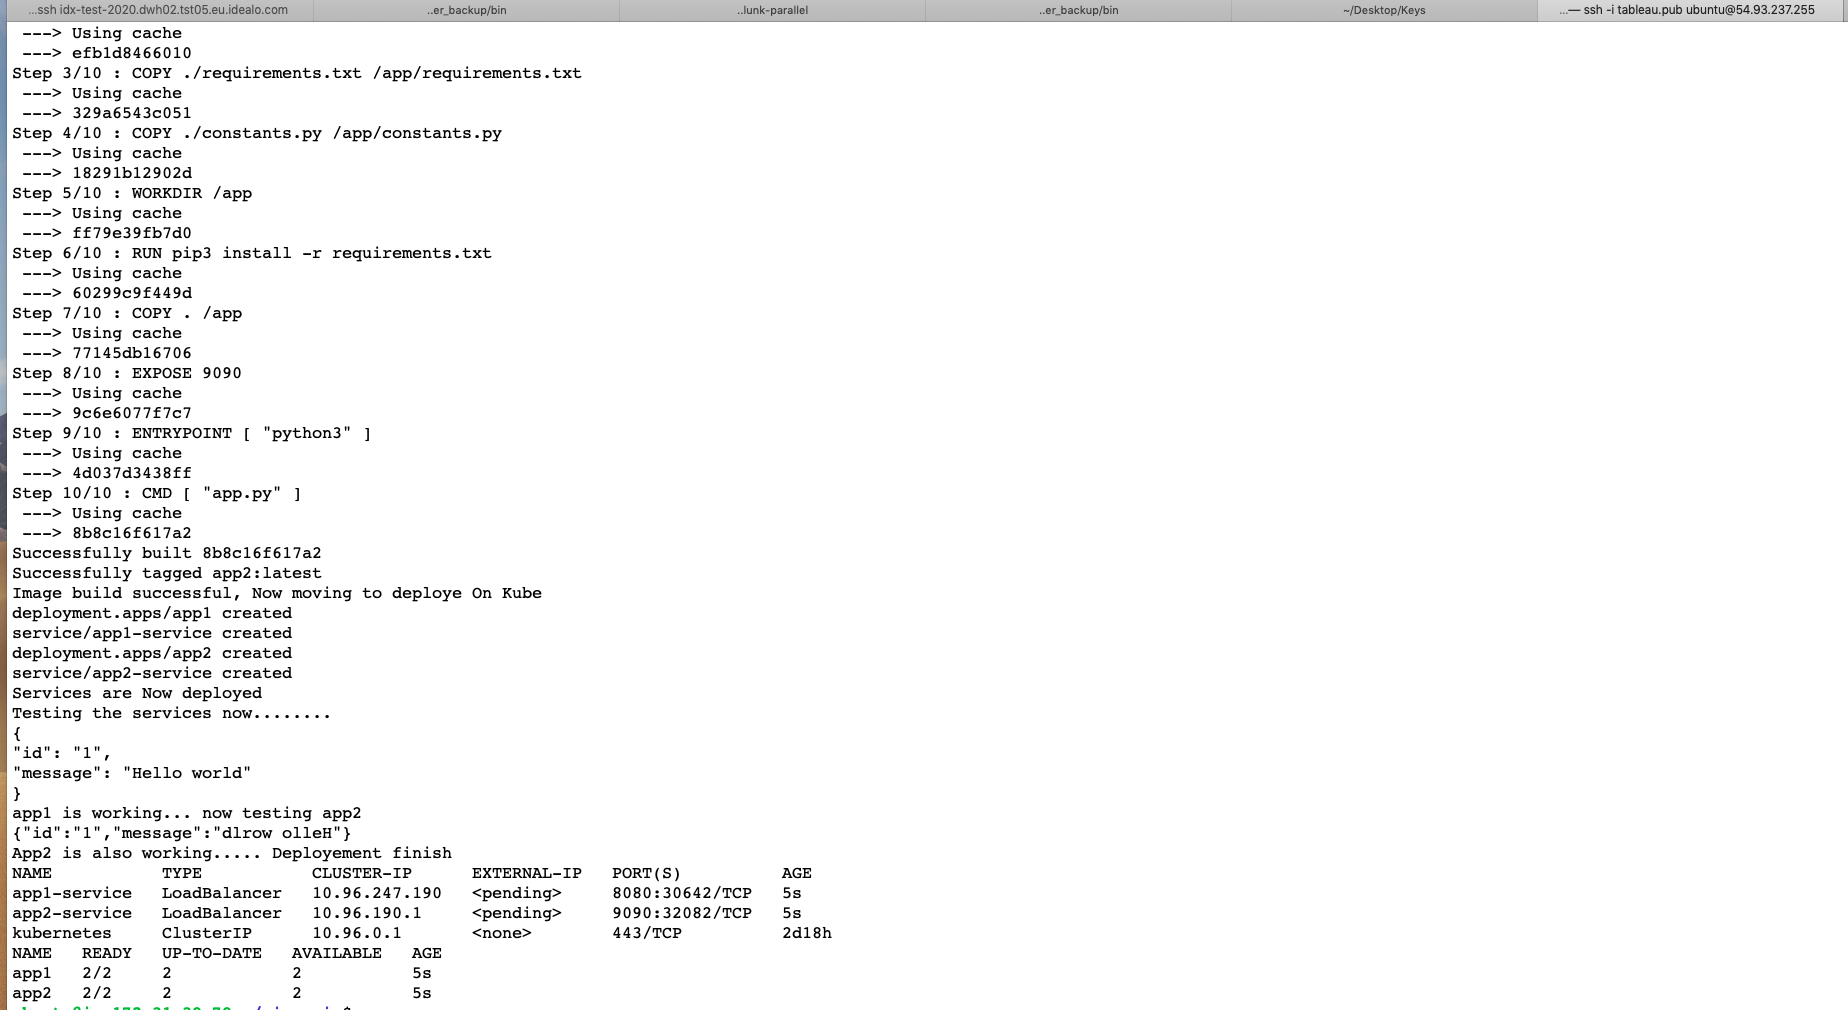 ...ssh idx-test-2020.dwh02.tst05.eu.idealo.com ..er_backup/bin ..lunk-parallel ..er_backup/bin ~/Desktop/Keys ...— ssh -i tableau.pub ubuntu@54.93.237.255
---> Using cache
---> efb1d8466010
Step 3/10 : COPY ./requirements.txt /app/requirements.txt
---> Using cache
---> 329a6543c051
Step 4/10 : COPY ./constants.py /app/constants.py
---> Using cache
---> 18291b12902d
Step 5/10 : WORKDIR /app
---> Using cache
---> ff79e39fb7d0
Step 6/10 : RUN pip3 install -r requirements.txt
---> Using cache
---> 60299c9f449d
Step 7/10 : COPY . /app
---> Using cache
---> 77145db16706
Step 8/10 : EXPOSE 9090
---> Using cache
---> 9c6e6077f7c7
Step 9/10 : ENTRYPOINT [ "python3" ]
---> Using cache
---> 4d037d3438ff
Step 10/10 : CMD [ "app.py" ]
---> Using cache
---> 8b8c16f617a2
Successfully built 8b8c16f617a2
Successfully tagged app2:latest
Image build successful, Now moving to deploye On Kube
deployment.apps/app1 created
service/app1-service created
deployment.apps/app2 created
service/app2-service created
Services are Now deployed
Testing the services now........
{
"id": "1",
"message": "Hello world"
}
app1 is working... now testing app2
{"id":"1","message":"dlrow olleH"}
App2 is also working..... Deployement finish
NAME TYPE CLUSTER-IP EXTERNAL-IP PORT(S) AGE
app1-service LoadBalancer 10.96.247.190 <pending> 8080:30642/TCP 5s
app2-service LoadBalancer 10.96.190.1 <pending> 9090:32082/TCP 5s
kubernetes ClusterIP 10.96.0.1 <none> 443/TCP 2d18h
NAME READY UP-TO-DATE AVAILABLE AGE
app1 2/2 2 2 5s
app2 2/2 2 2 5s